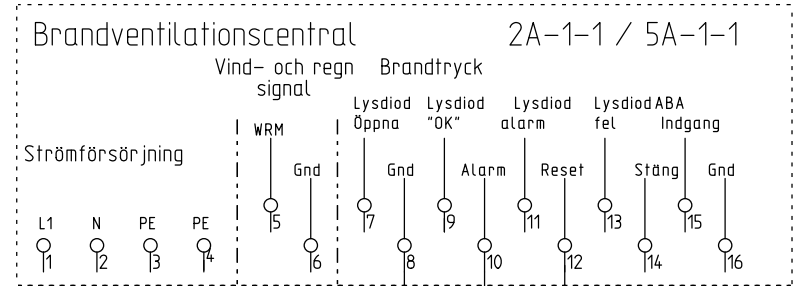 Brandventilationscentral 2A-1-1 / 5A-1-1
Vind- och regn Brandtryck
signal
Lysdiod Lysdiod Lysdiod Lysdiod ABA
Öppna "OK" alarm fel Indgang
WRM
Strömförsörjning
Gnd Gnd Alarm Reset Stäng Gnd
L1 N PE PE
5 7 9 11 13 15
1 2 3 4 6 8 10 12 14 16